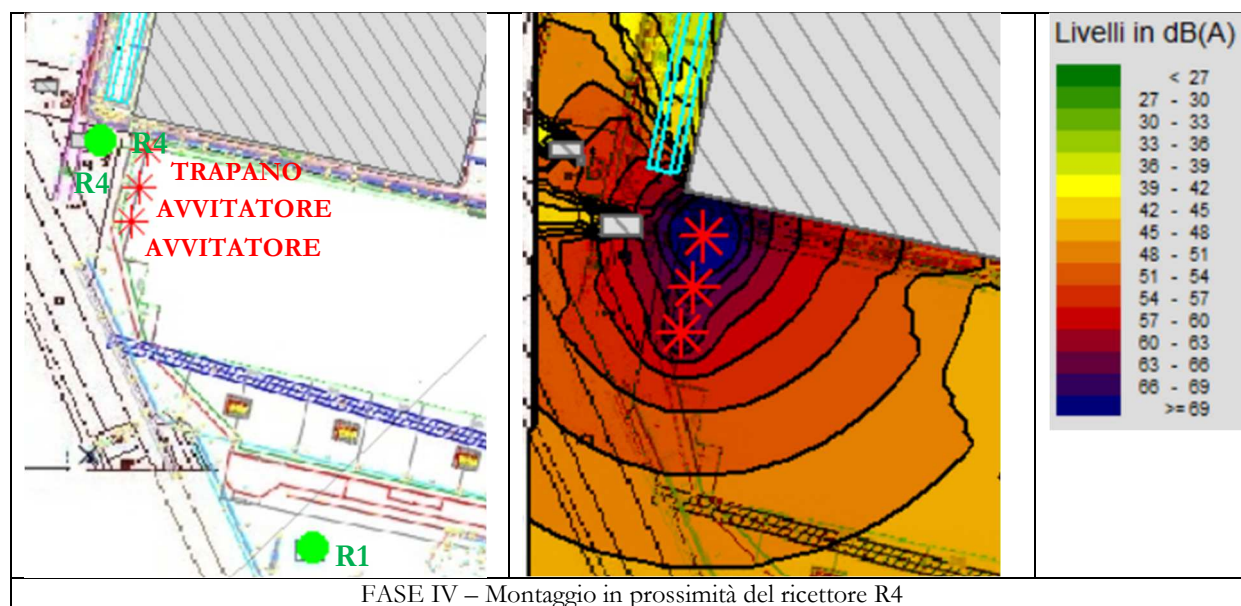 R4
R4
TRAPANO
AVVITATORE
AVVITATORE
R1
Livelli in dB(A)
< 27
27 - 30
30 - 33
33 - 36
36 - 39
39 - 42
42 - 45
45 - 48
48 - 51
51 - 54
54 - 57
57 - 60
60 - 63
63 - 66
66 - 69
>= 69
FASE IV – Montaggio in prossimità del ricettore R4